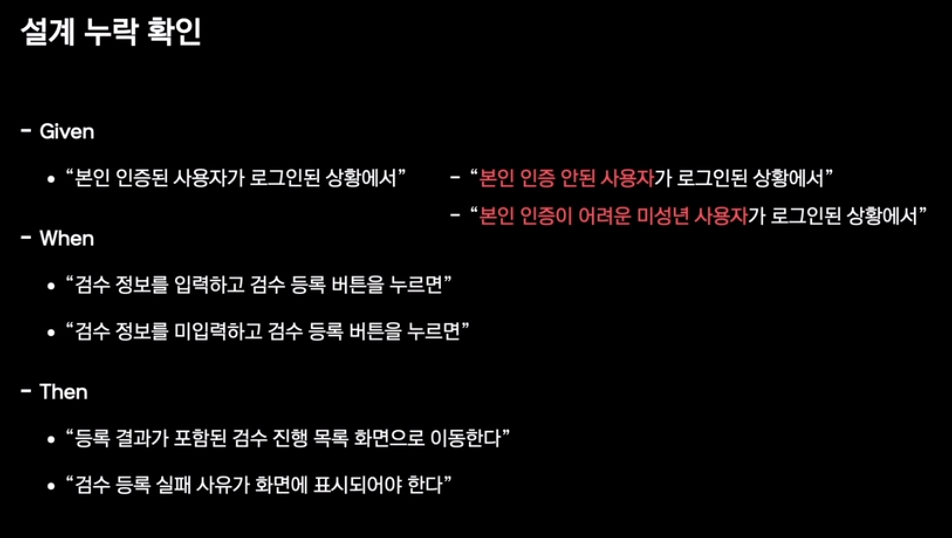 설계 누락 확인
- Given
• “본인 인증된 사용자가 로그인된 상황에서”
- “본인 인증 안된 사용자가 로그인된 상황에서”
- “본인 인증이 어려운 미성년 사용자가 로그인된 상황에서”
- When
• “검수 정보를 입력하고 검수 등록 버튼을 누르면”
• “검수 정보를 미입력하고 검수 등록 버튼을 누르면”
- Then
• “등록 결과가 포함된 검수 진행 목록 화면으로 이동한다”
• “검수 등록 실패 사유가 화면에 표시되어야 한다”